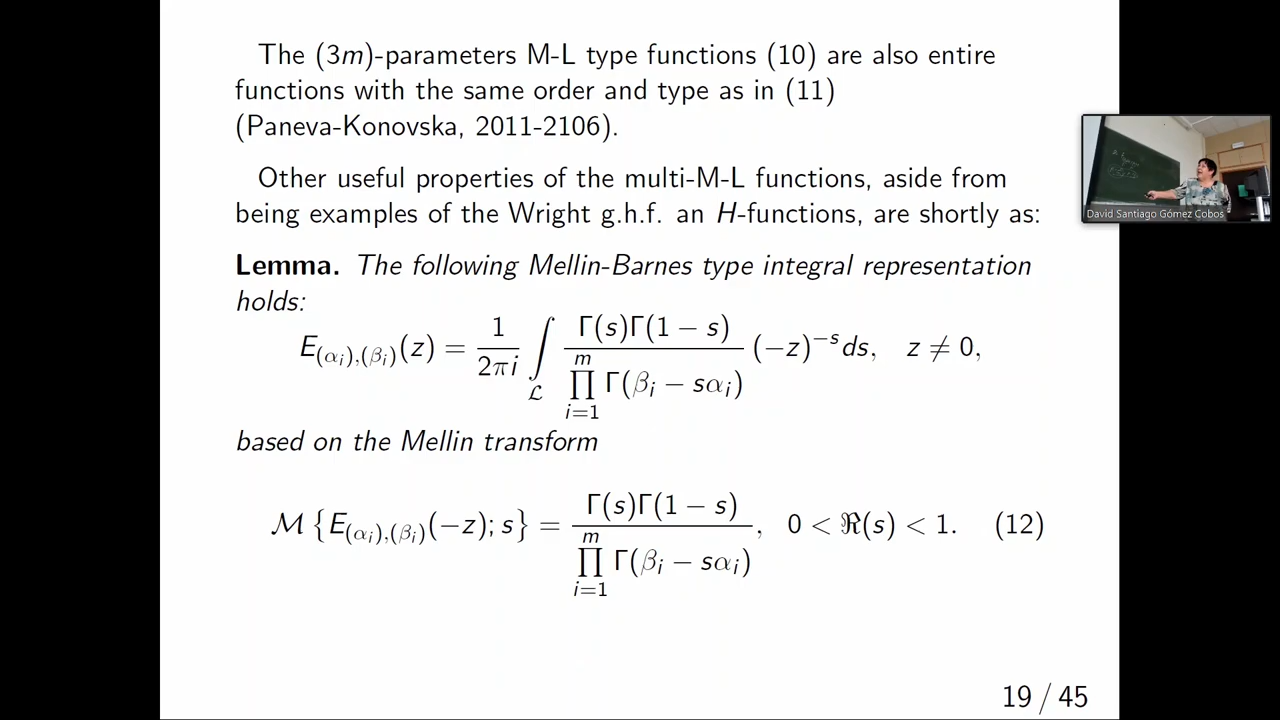 The (3m)-parameters M-L type functions (10) are also entire
functions with the same order and type as in (11)
(Paneva-Konovska, 2011-2106).
Other useful properties of the multi-M-L functions, aside from
being examples of the Wright g.h.f. an H-functions, are shortly as:
Lemma. The following Mellin-Barnes type integral representation
holds:
E_{(α_i),(β_i)}(z) = \frac{1}{2πi} ∫_{\mathcal{L}} \frac{Γ(s)Γ(1 − s)}{∏_{i=1}^{m} Γ(β_i − sα_i)} (−z)^{−s} ds, z ≠ 0,
based on the Mellin transform
\mathcal{M} {E_{(α_i),(β_i)}(−z); s} = \frac{Γ(s)Γ(1 − s)}{∏_{i=1}^{m} Γ(β_i − sα_i)}, 0 < ℜ(s) < 1. (12)
19 / 45
David Santiago Gómez Cobos